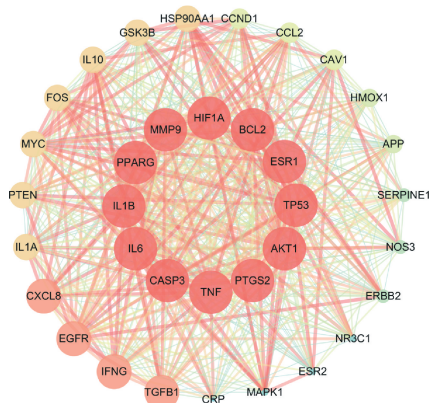 HSP90AA1
CCND1
GSK3B
CCL2
IL10
CAV1
FOS
HMOX1
HIF1A
MMP9
BCL2
MYC
APP
PPARG
ESR1
PTEN
SERPINE1
IL1B
TP53
IL1A
NOS3
IL6
AKT1
CXCL8
CASP3
PTGS2
ERBB2
TNF
EGFR
NR3C1
IFNG
ESR2
TGFB1
CRP
MAPK1